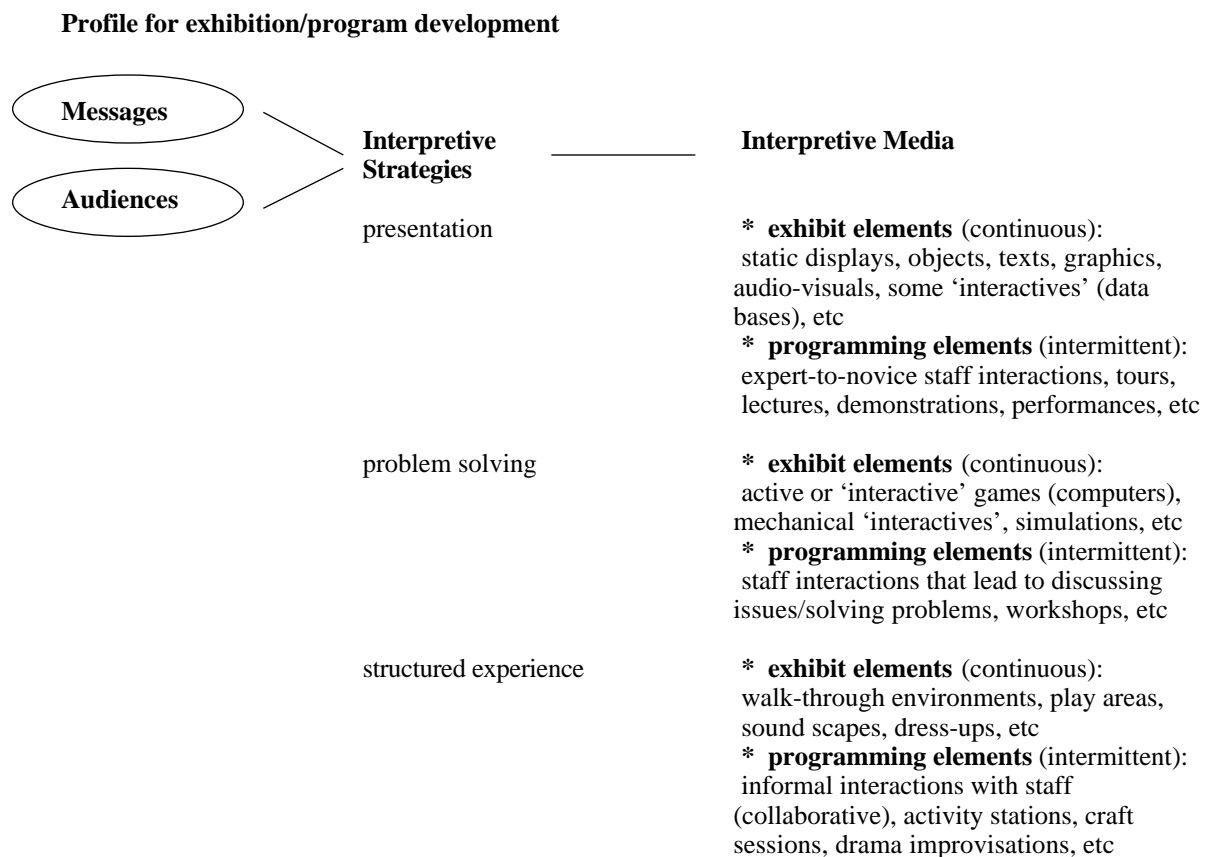 Profile for exhibition/program development
Messages
Audiences
Interpretive
Strategies
Interpretive Media
presentation
* exhibit elements (continuous):
static displays, objects, texts, graphics,
audio-visuals, some ‘interactives’ (data
bases), etc
* programming elements (intermittent):
expert-to-novice staff interactions, tours,
lectures, demonstrations, performances, etc
problem solving
* exhibit elements (continuous):
active or ‘interactive’ games (computers),
mechanical ‘interactives’, simulations, etc
* programming elements (intermittent):
staff interactions that lead to discussing
issues/solving problems, workshops, etc
structured experience
* exhibit elements (continuous):
walk-through environments, play areas,
sound scapes, dress-ups, etc
* programming elements (intermittent):
informal interactions with staff
(collaborative), activity stations, craft
sessions, drama improvisations, etc